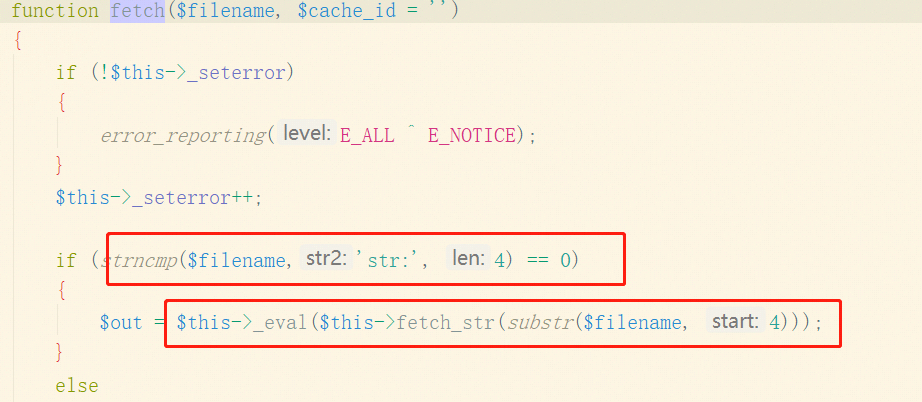 function fetch($filename, $cache_id = '')
{
if (!$this->_seterror)
{
error_reporting( level: E_ALL ^ E_NOTICE);
}
$this->_seterror++;
if (strncmp($filename, str2: 'str:', len: 4) == 0)
{
$out = $this->_eval($this->fetch_str(substr($filename, start: 4)));
}
else